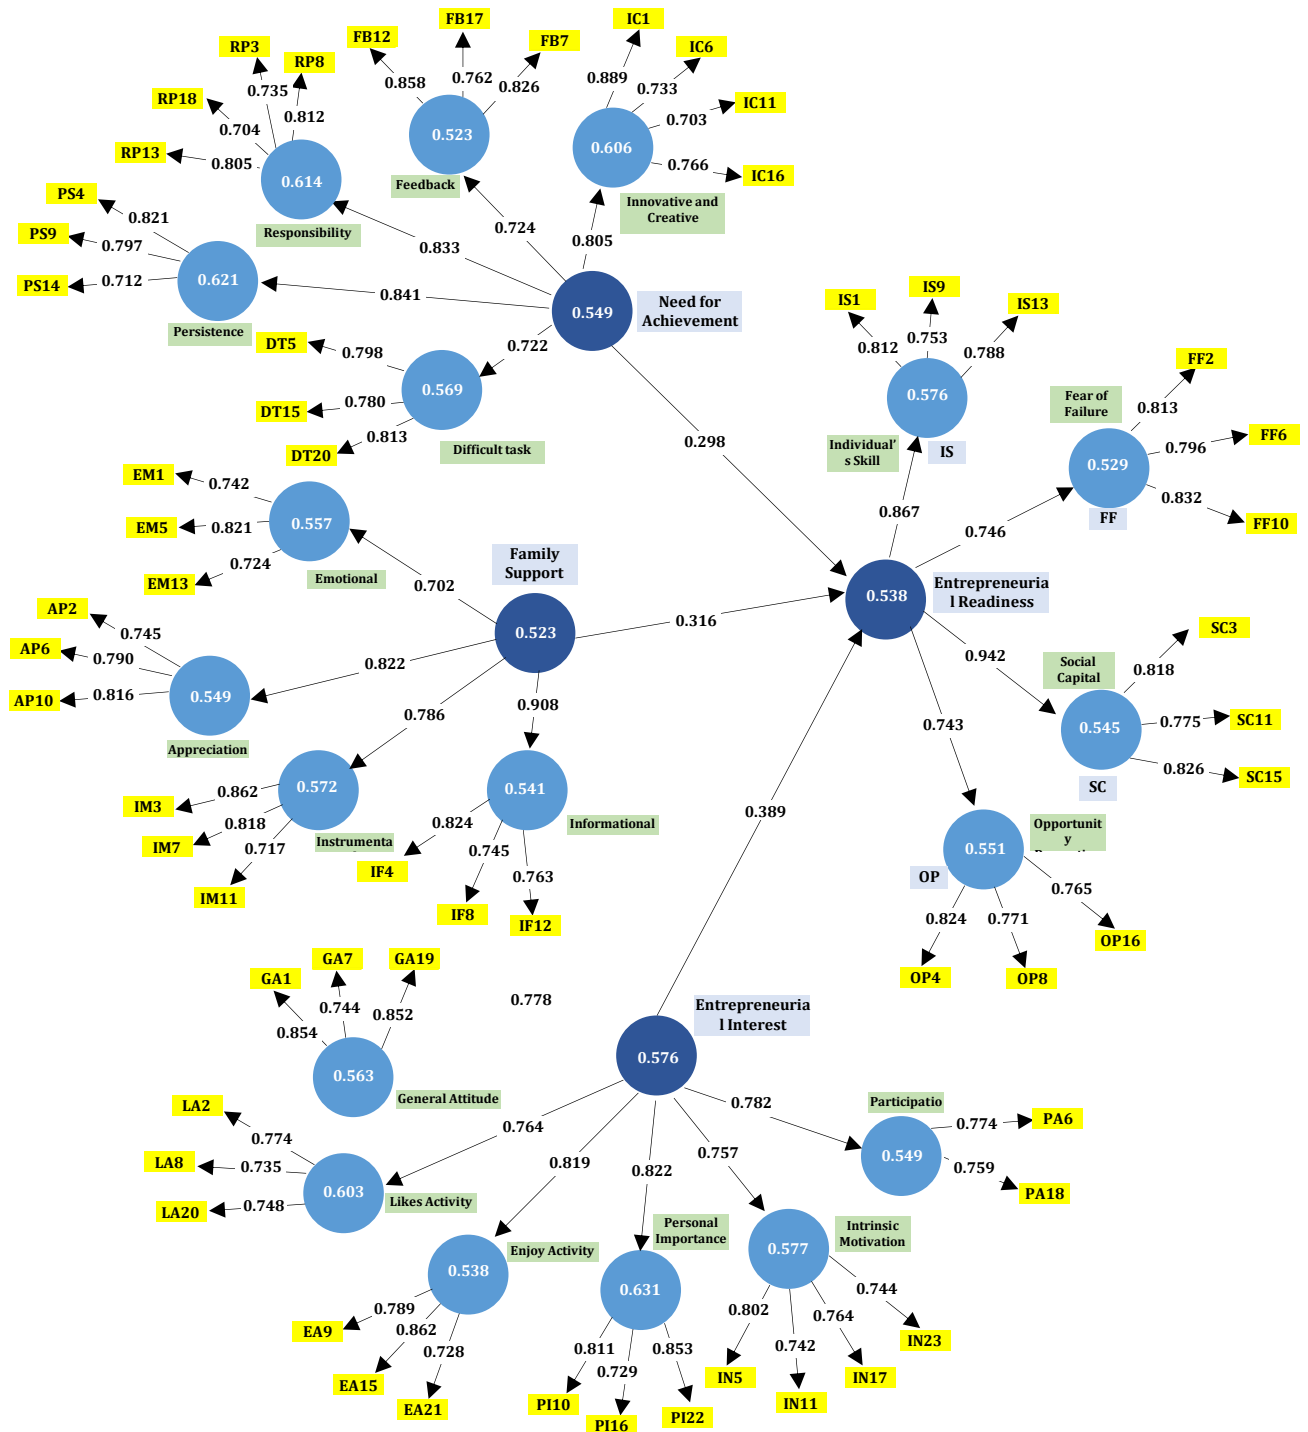 FB17
IC1
FB12
FB7
IC6
RP3
RP8
RP18
IC11
RP13
IC16
0.858
0.762
0.826
0.889
0.733
0.735
0.812
0.703
0.704
0.766
0.805
0.523
0.606
0.614
Feedback
Innovative and
Creative
Responsibility
PS4
PS9
PS14
0.821
0.797
0.712
0.621
Persistence
0.724
0.805
0.833
0.841
0.722
0.549
Need for
Achievement
DT5
DT15
DT20
0.798
0.780
0.813
0.569
Difficult task
0.298
IS1
IS9
IS13
0.812
0.753
0.788
0.576
Individual'
s Skill
IS
FF2
FF6
FF10
Fear of
Failure
0.813
0.796
0.832
0.529
FF
0.867
0.746
EM1
EM5
EM13
0.742
0.821
0.724
0.557
Emotional
0.702
Family
Support
0.523
0.316
0.538
Entrepreneuria
l Readiness
AP2
AP6
AP10
0.745
0.790
0.816
0.549
Appreciation
0.822
0.786
0.908
0.942
0.743
Social
Capital
SC3
SC11
SC15
0.818
0.775
0.826
0.545
SC
IM3
IM7
IM11
0.862
0.818
0.717
0.572
Instrumenta
0.541
Informational
0.824
0.745
0.763
IF4
IF8
IF12
0.389
0.551
Opportunit
y
OP
0.824
0.771
0.765
OP4
OP8
OP16
GA1
GA7
GA19
0.854
0.744
0.852
0.778
0.563
General Attitude
Entrepreneuria
l Interest
0.576
LA2
LA8
LA20
0.774
0.735
0.748
0.603
Likes Activity
0.764
0.819
0.822
0.757
0.782
Participatio
0.549
0.774
0.759
PA6
PA18
0.538
Enjoy Activity
0.789
0.862
0.728
EA9
EA15
EA21
Personal
Importance
0.631
0.811
0.729
0.853
PI10
PI16
PI22
0.577
Intrinsic
Motivation
0.802
0.742
0.764
0.744
IN5
IN11
IN17
IN23